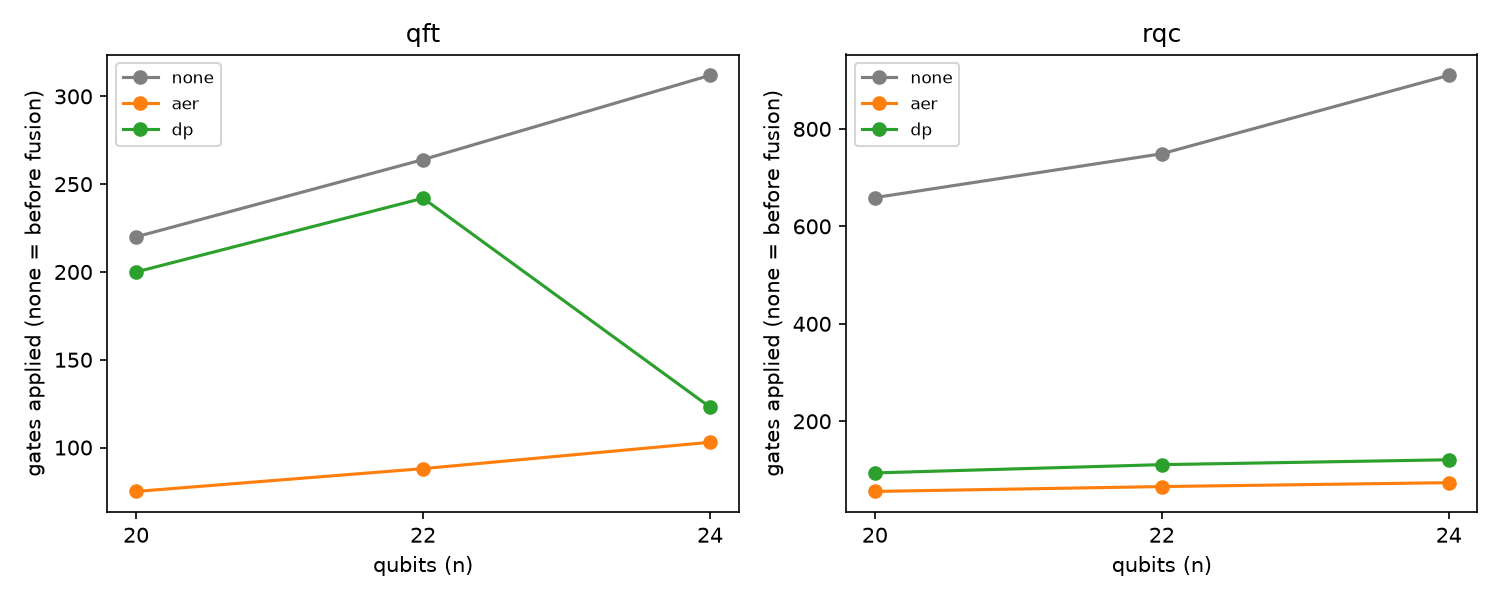 qft
gates applied (none = before fusion)
300
250
200
150
100
none
aer
dp
20
22
24
qubits (n)
rqc
gates applied (none = before fusion)
800
600
400
200
none
aer
dp
20
22
24
qubits (n)